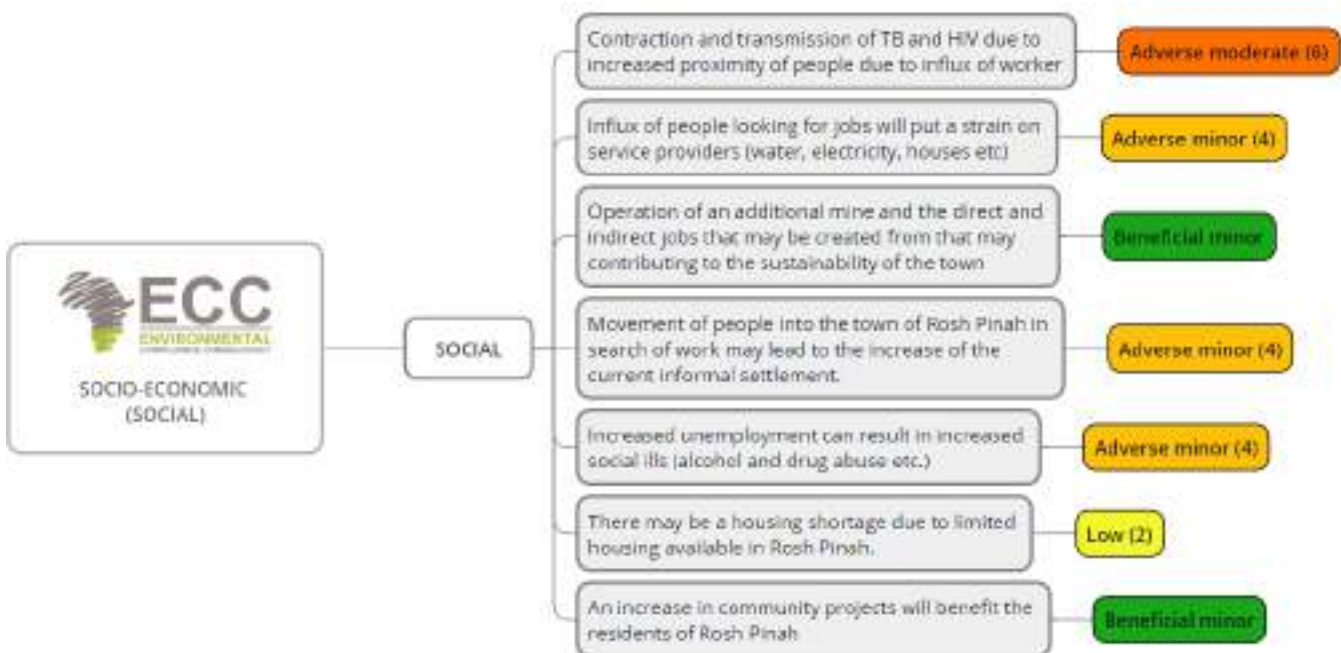 ECC
ENVIRONMENTAL
SOCIO-ECONOMIC
(SOCIAL)
SOCIAL
Contraction and transmission of TB and HIV due to
increased proximity of people due to influx of worker
Adverse moderate (6)
Influx of people looking for jobs will put a strain on
service providers (water, electricity, houses etc)
Adverse minor (4)
Operation of an additional mine and the direct and
indirect jobs that may be created from that may
contributing to the sustainability of the town
Beneficial minor
Movement of people into the town of Rosh Pinah in
search of work may lead to the increase of the
current informal settlement.
Adverse minor (4)
Increased unemployment can result in increased
social ills (alcohol and drug abuse etc.)
Adverse minor (4)
There may be a housing shortage due to limited
housing available in Rosh Pinah.
Low (2)
An increase in community projects will benefit the
residents of Rosh Pinah
Beneficial minor